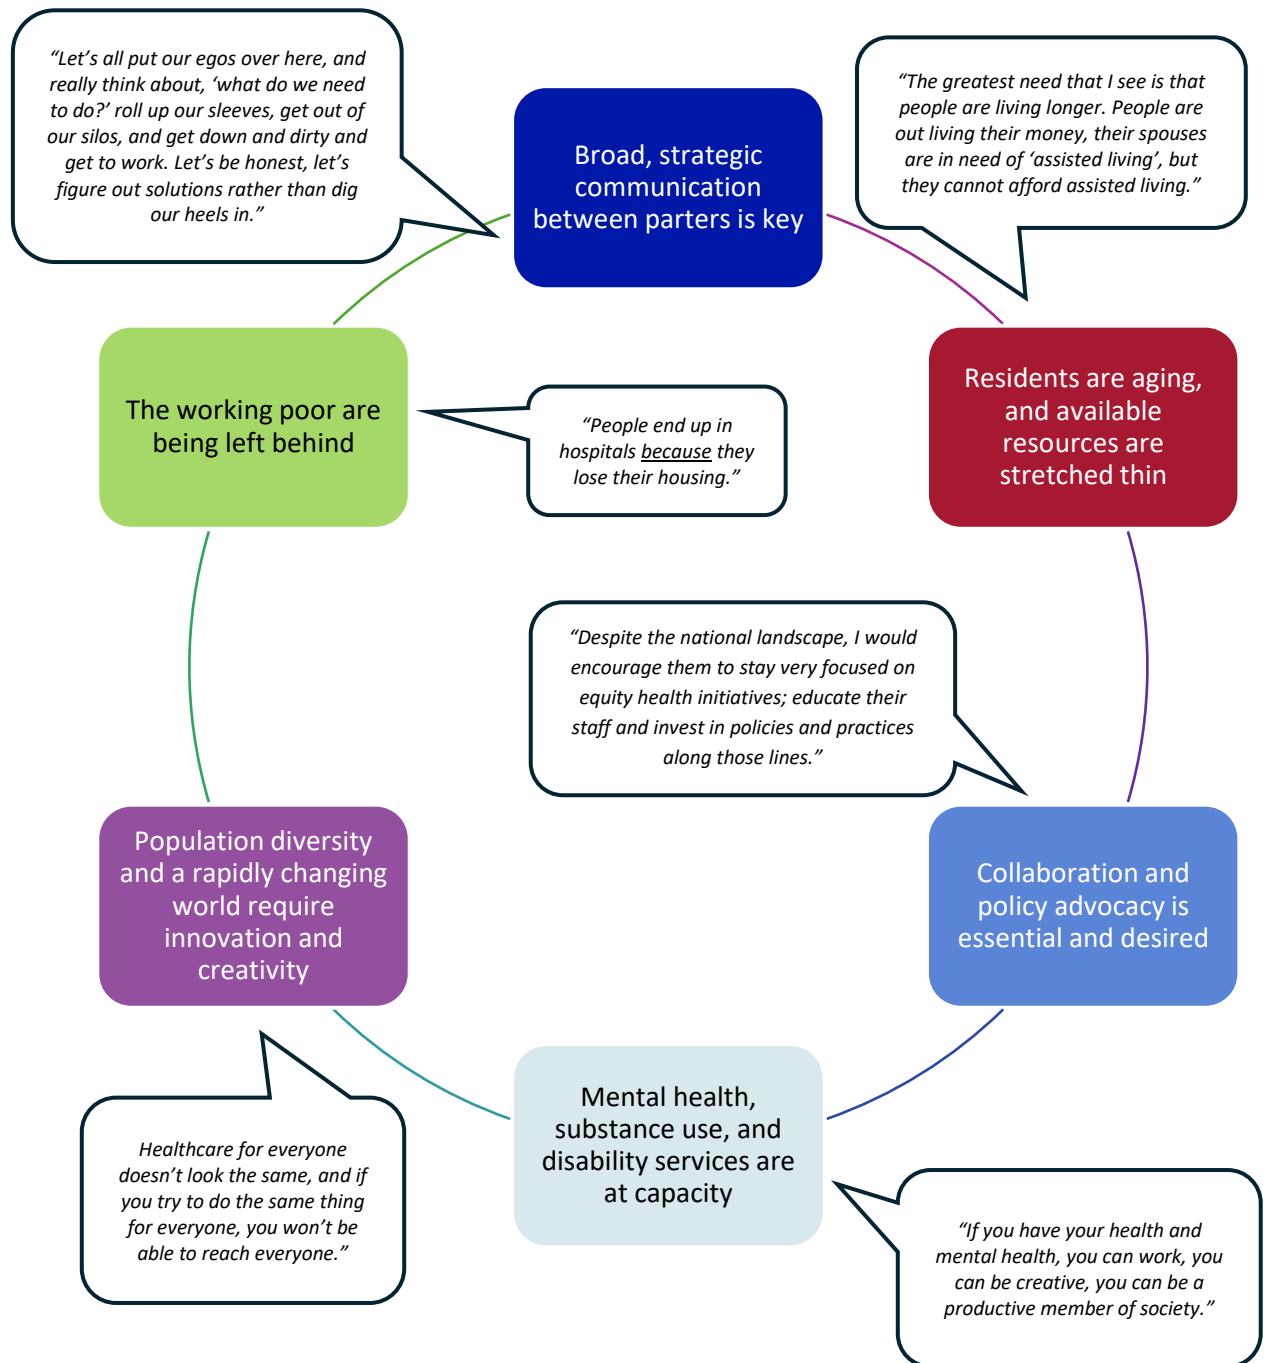 “Let’s all put our egos over here, and
really think about, ‘what do we need
to do?’ roll up our sleeves, get out of
our silos, and get down and dirty and
get to work. Let’s be honest, let’s
figure out solutions rather than dig
our heels in.”
Broad, strategic
communication
between parters is key
“The greatest need that I see is that
people are living longer. People are
out living their money, their spouses
are in need of ‘assisted living’, but
they cannot afford assisted living.”
The working poor are
being left behind
“People end up in
hospitals because they
lose their housing.”
Residents are aging,
and available
resources are
stretched thin
“Despite the national landscape, I would
encourage them to stay very focused on
equity health initiatives; educate their
staff and invest in policies and practices
along those lines.”
Population diversity
and a rapidly changing
world require
innovation and
creativity
Collaboration and
policy advocacy is
essential and desired
Healthcare for everyone
doesn’t look the same, and if
you try to do the same thing
for everyone, you won’t be
able to reach everyone.”
Mental health,
substance use, and
disability services are
at capacity
“If you have your health and
mental health, you can work, you
can be creative, you can be a
productive member of society.”